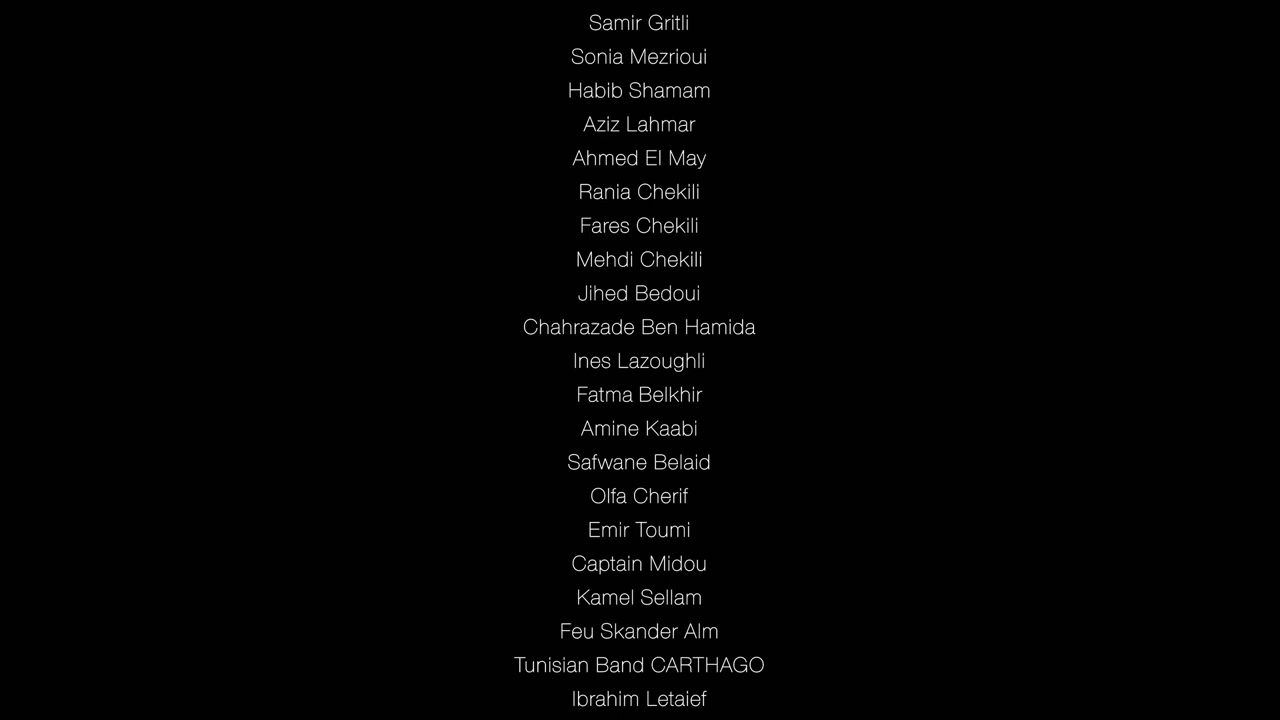 Samir Gritli
Sonia Mezrioui
Habib Shamam
Aziz Lahmar
Ahmed El May
Rania Chekili
Fares Chekili
Mehdi Chekili
Jihed Bedoui
Chahrazade Ben Hamida
Ines Lazoughli
Fatma Belkhir
Amine Kaabi
Safwane Belaid
Olfa Cherif
Emir Toumi
Captain Midou
Kamel Sellam
Feu Skander Alm
Tunisian Band CARTHAGO
Ibrahim Letaief